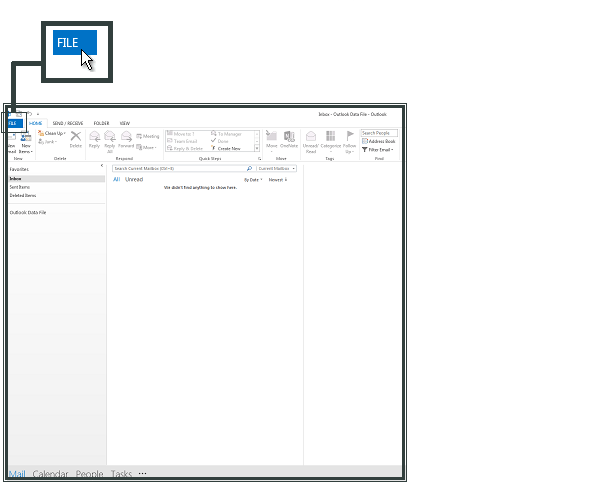 FILE
Inbox - Outlook Data File - Outlook
FILE HOME SEND / RECEIVE FOLDER VIEW
New Items
Clean Up
Junk
Delete
Reply Reply All Forward
Meeting
More
Move to: ?
Team Email
Reply & Delete
To Manager
Done
Create New
Move OneNote
Unread/ Read Categorize Follow Up
Search People
Address Book
Filter Email
New Delete Respond Quick Steps Move Tags Find
Favorites
Inbox
Sent Items
Deleted Items
Outlook Data File
Search Current Mailbox (Ctrl+E) Current Mailbox
All Unread By Date Newest
We didn't find anything to show here.
Mail Calendar People Tasks ...